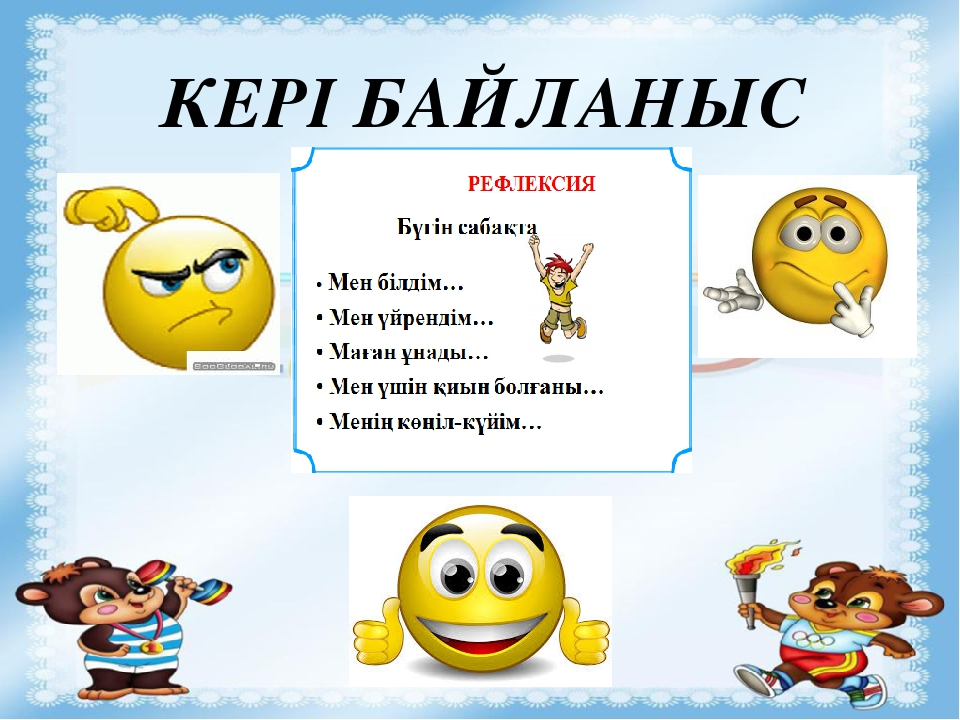 КЕРІ БАЙЛАНЫС
РЕФЛЕКСИЯ
Бүгін сабақта
• Мен білдім…
• Мен үйрендім…
• Маған ұнады…
• Мен үшін қиын болғаны…
• Менің көңіл-күйім…